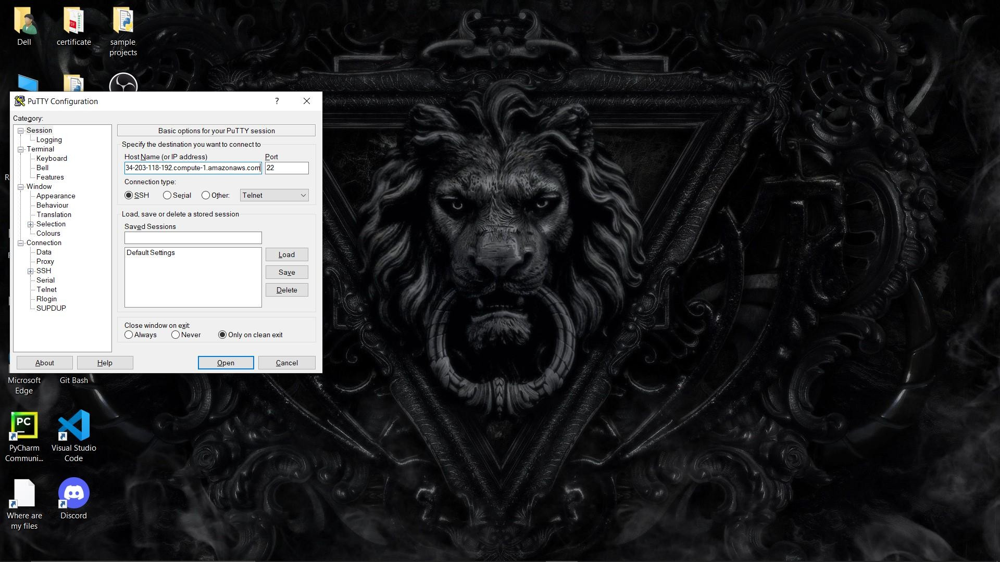 Dell
certificate
sample
projects
PuTTY Configuration
?
Category:
Session
Logging
Terminal
Keyboard
Bell
Features
Window
Appearance
Behaviour
Translation
Selection
Colours
Connection
Data
Proxy
SSH
Serial
Telnet
Rlogin
SUPDUP
Basic options for your PuTTY session
Specify the destination you want to connect to
Host Name (or IP address) Port
34-203-118-192.compute-1.amazonaws.com 22
Connection type:
SSH Serial Other: Telnet
Load, save or delete a stored session
Saved Sessions
Default Settings
Load
Save
Delete
Close window on exit:
Always Never Only on clean exit
About Help Open Cancel
Microsoft
Edge
Git Bash
PC
PyCharm
Communi...
Visual Studio
Code
Where are
my files
Discord